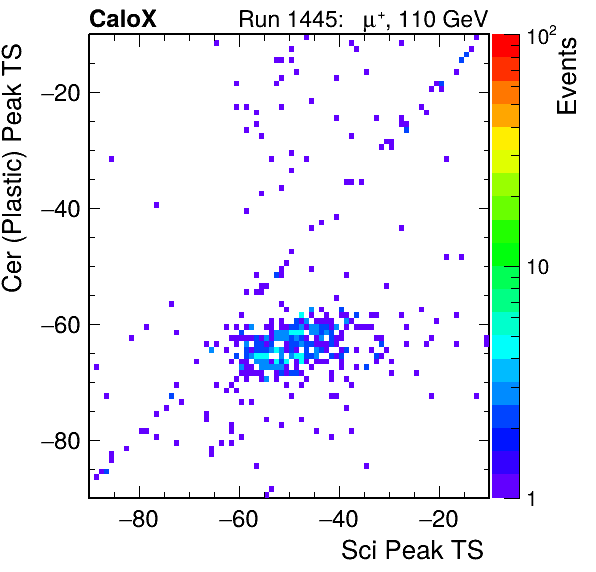 CaloX Run 1445: μ⁺, 110 GeV
Cer (Plastic) Peak TS
−20
−40
−60
−80
−80 −60 −40 −20
Sci Peak TS
10²
10
1
Events